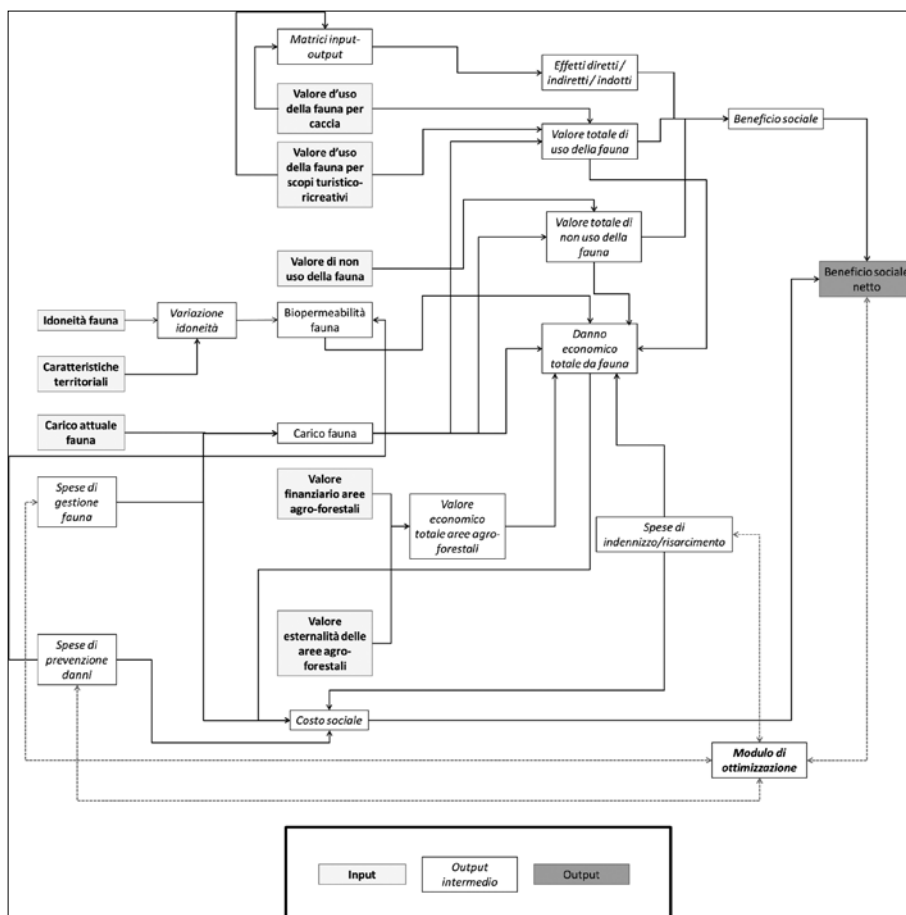 Matrici input-
output
Effetti diretti /
indiretti / indotti
Valore d'uso
della fauna per
caccia
Beneficio sociale
Valore d'uso
della fauna per
scopi turistico-
ricreativi
Valore totale di
uso della fauna
Valore totale di
non uso della
fauna
Valore di non
uso della fauna
Beneficio sociale
netto
Idoneità fauna
Variazione
idoneità
Biopermeabilità
fauna
Danno
economico
totale da fauna
Caratteristiche
territoriali
Carico attuale
fauna
Carico fauna
Spese di
gestione
fauna
Valore
finanziario aree
agro-forestali
Valore
economico
totale aree agro-
forestali
Spese di
indennizzo/risarcimento
Valore
esternalità delle
aree agro-
forestali
Spese di
prevenzione
danni
Costo sociale
Modulo di
ottimizzazione
Input
Output
intermedio
Output